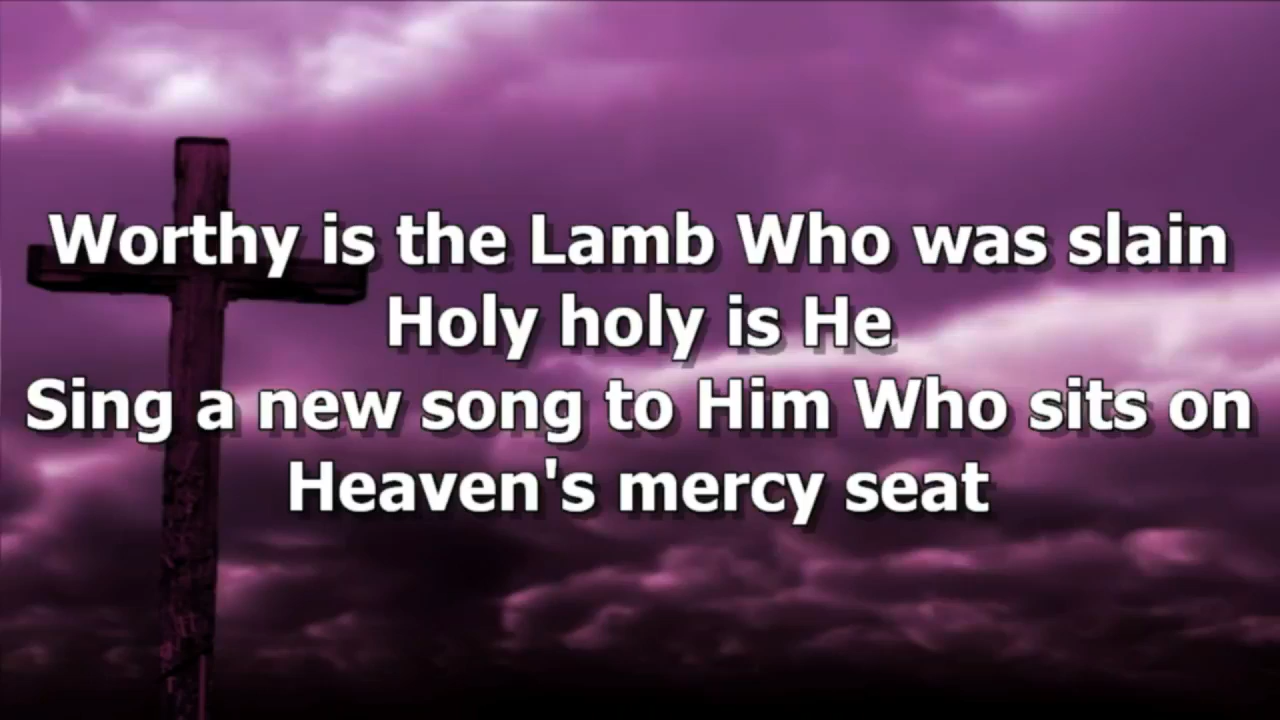 Worthy is the Lamb Who was slain
Holy holy is He
Sing a new song to Him Who sits on
Heaven's mercy seat